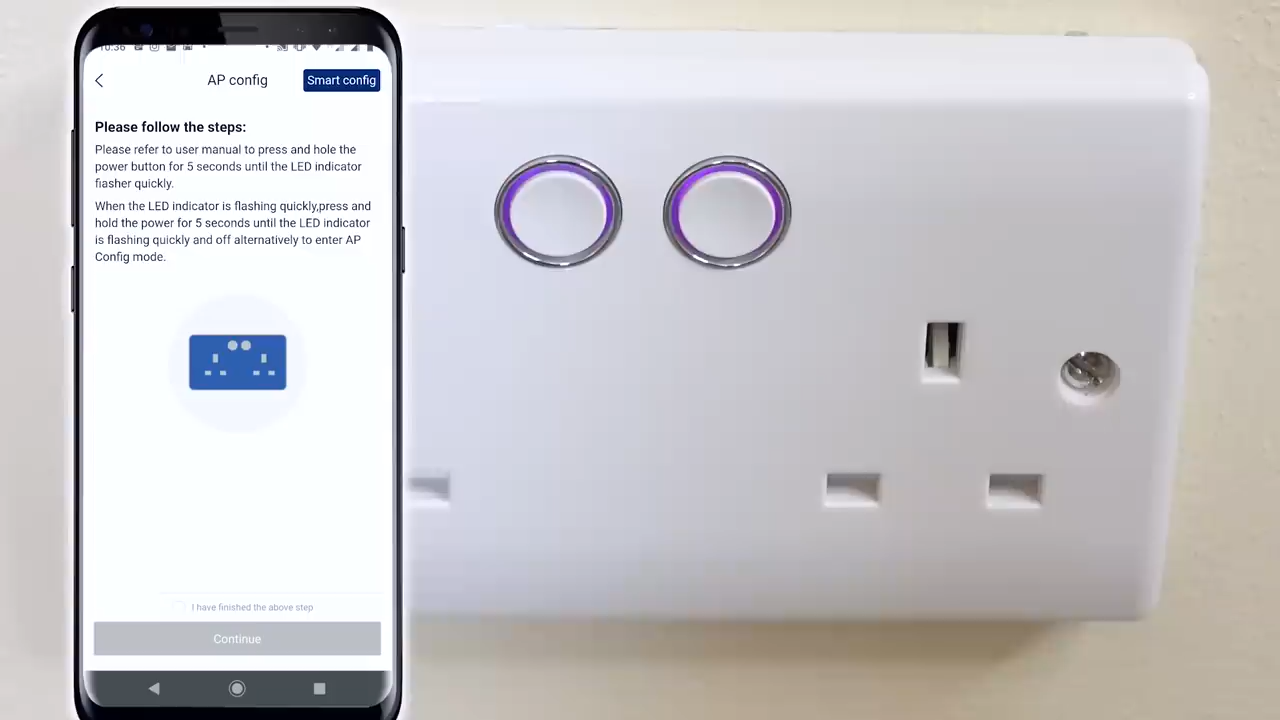 10:36
AP config
Smart config
Please follow the steps:
Please refer to user manual to press and hole the
power button for 5 seconds until the LED indicator
fiasher quickly.
When the LED indicator is flashing quickly,press and
hold the power for 5 seconds until the LED indicator
is flashing quickly and off alternatively to enter AP
Config mode.
I have finished the above step
Continue